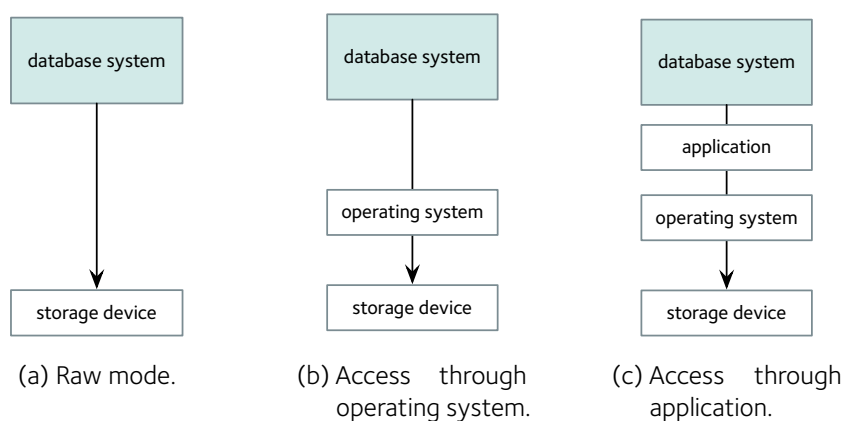 database system
storage device
(a) Raw mode.
database system
operating system
storage device
(b) Access through
operating system.
database system
application
operating system
storage device
(c) Access through
application.